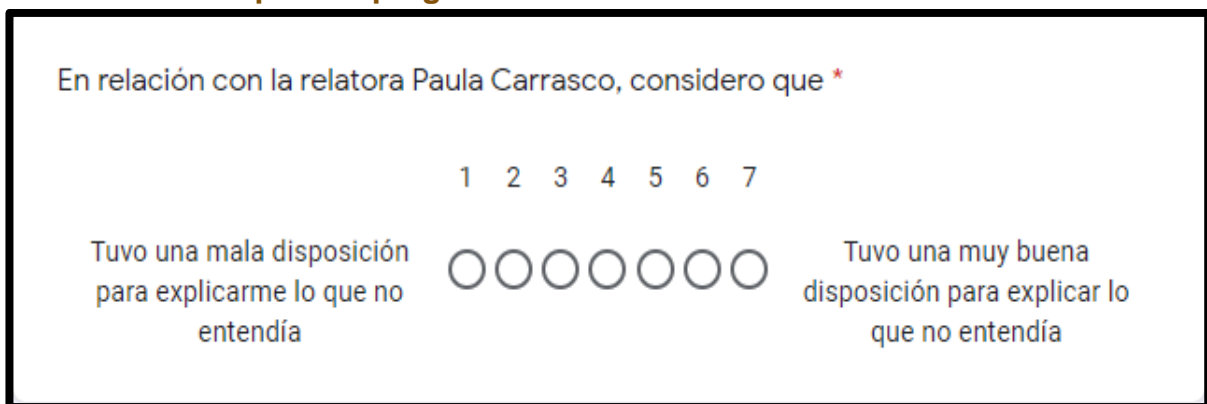 En relación con la relatora Paula Carrasco, considero que *
1 2 3 4 5 6 7
Tuvo una mala disposición
para explicarme lo que no
entendía
Tuvo una muy buena
disposición para explicar lo
que no entendía